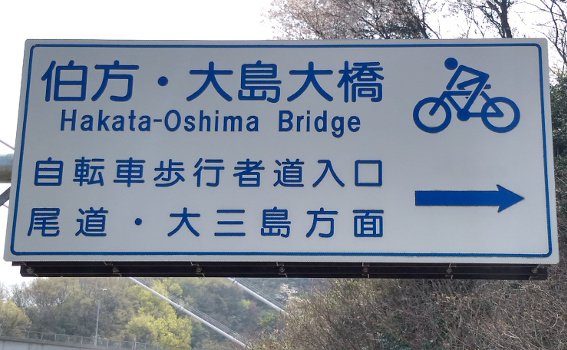 伯方・大島大橋
Hakata-Oshima Bridge
自転車歩行者道入口
尾道・大三島方面